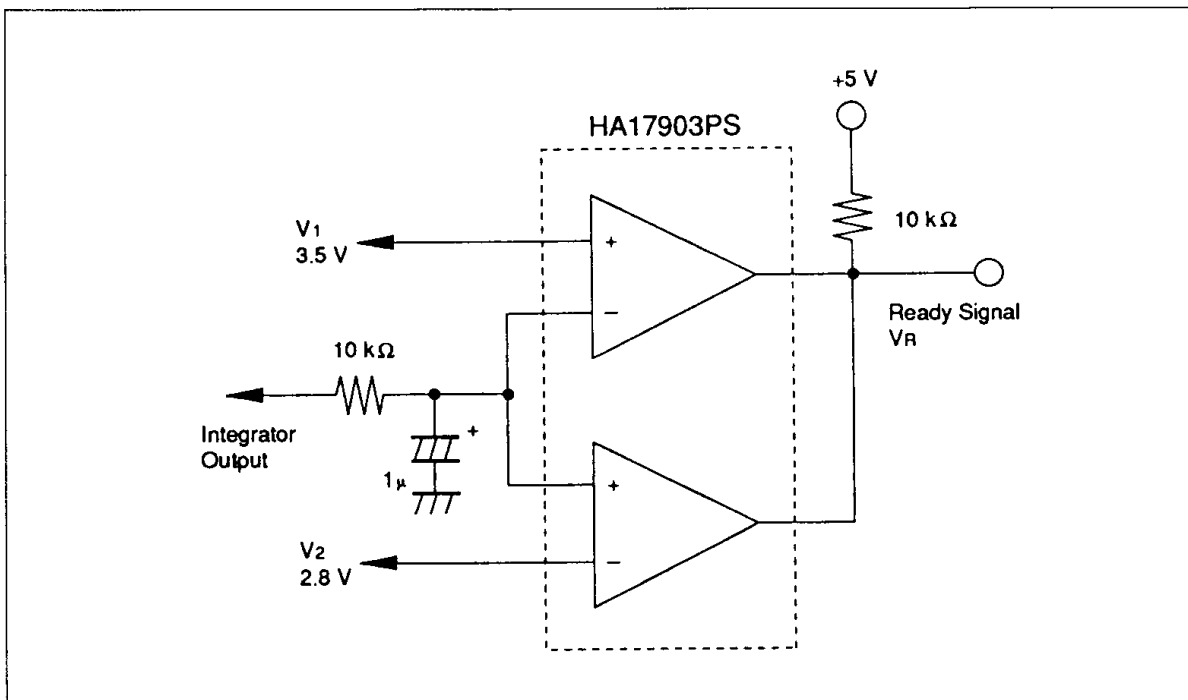 +5 V
HA17903PS
10 kΩ
V1
3.5 V
+
−
Ready Signal
VR
10 kΩ
+
Integrator
Output
1μ
+
−
V2
2.8 V